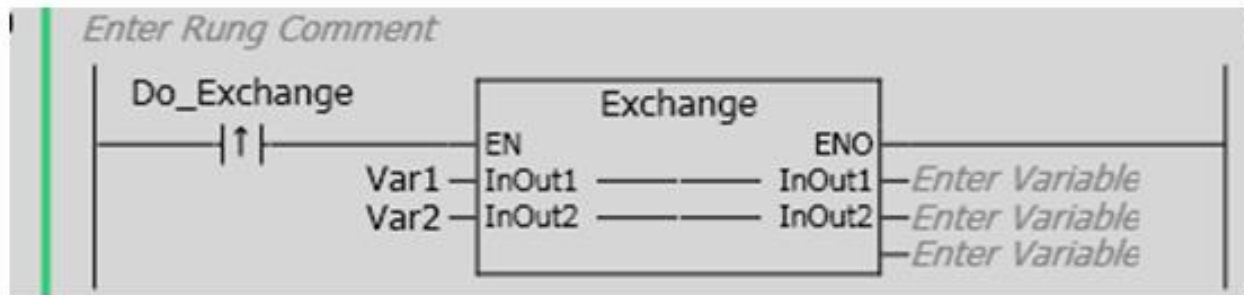 Enter Rung Comment
Do_Exchange
Exchange
EN ENO
Var1 InOut1 InOut1 Enter Variable
Var2 InOut2 InOut2 Enter Variable
Enter Variable